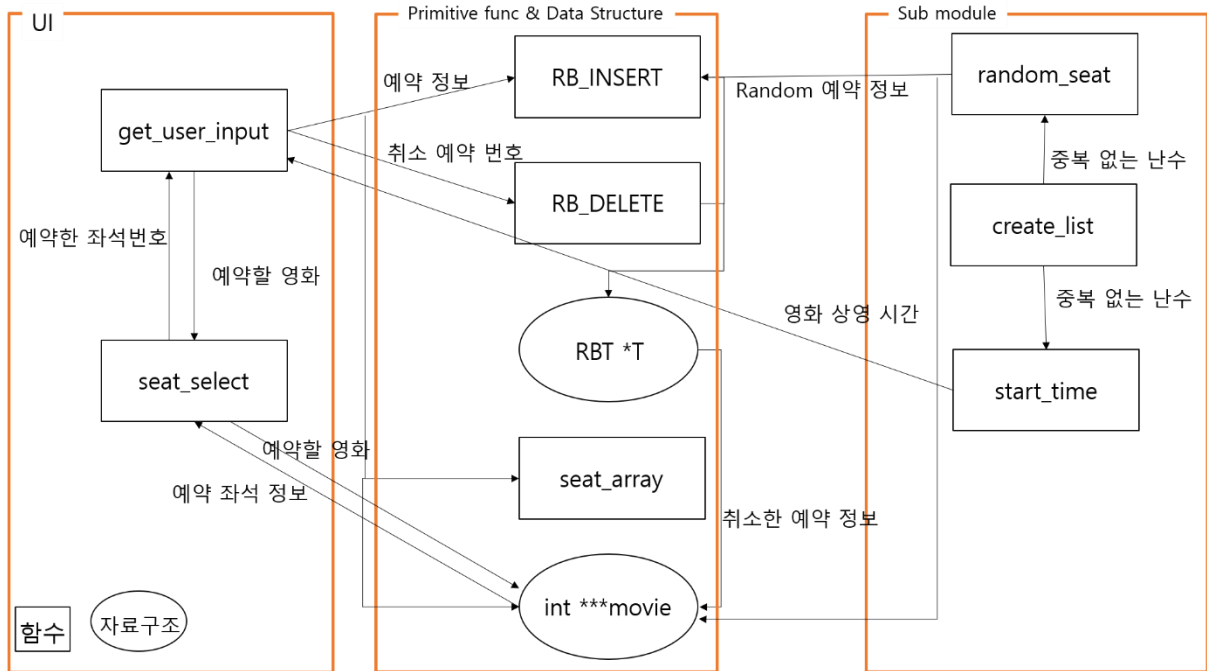 UI
Primitive func & Data Structure
Sub module
get_user_input
예약 정보
RB_INSERT
Random 예약 정보
random_seat
취소 예약 번호
RB_DELETE
중복 없는 난수
create_list
예약한 좌석번호
예약할 영화
중복 없는 난수
영화 상영 시간
RBT *T
seat_select
start_time
예약할 영화
예약 좌석 정보
seat_array
취소한 예약 정보
int ***movie
함수
자료구조